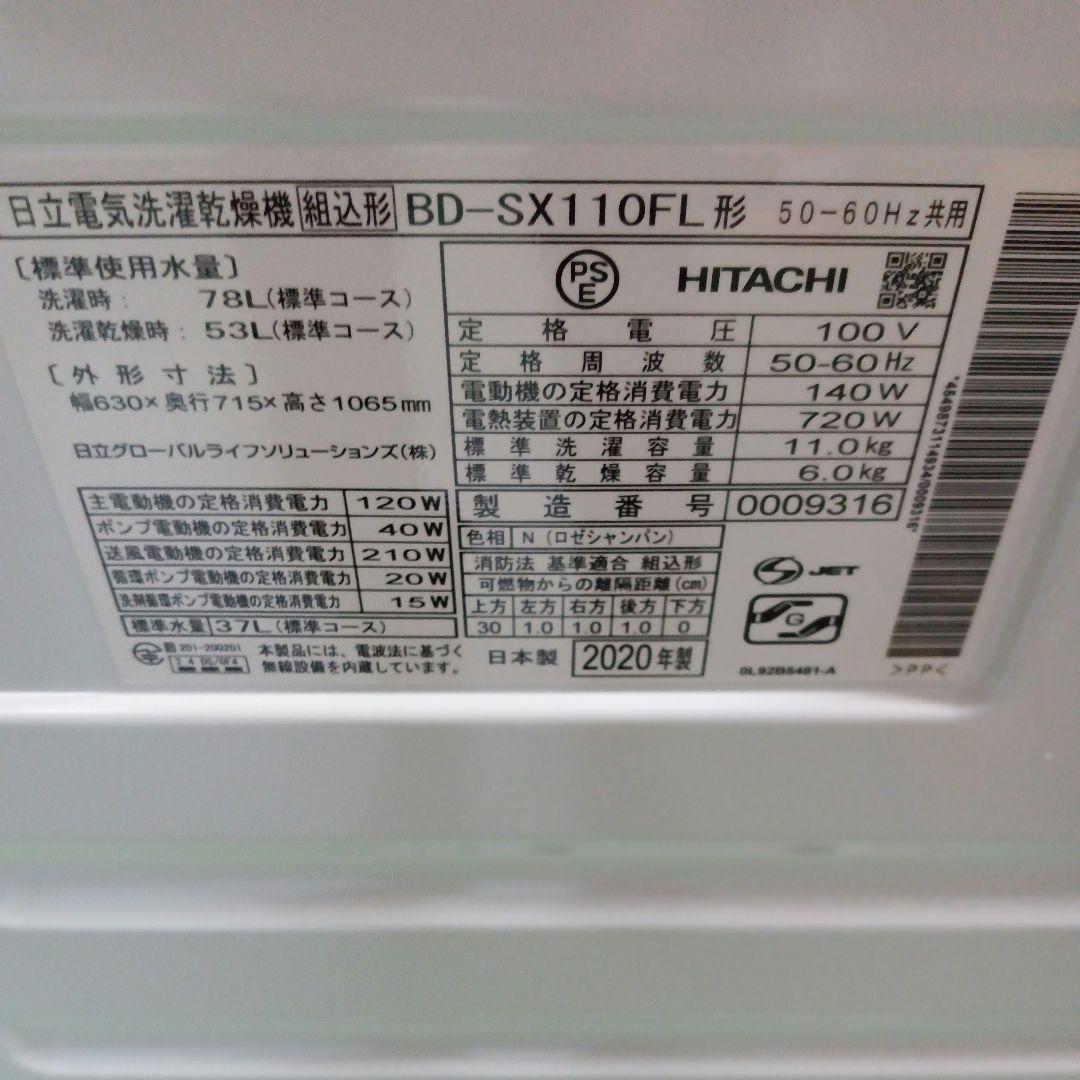 日立電気洗濯乾燥機 組込形 BD-SX110FL形 50-60Hz共用
[標準使用水量]
洗濯時: 78L(標準コース)
洗濯乾燥時: 53L(標準コース)
[外形寸法]
幅630×奥行715×高さ1065mm
日立グローバルライフソリューションズ(株)
主電動機の定格消費電力 120W
ポンプ電動機の定格消費電力 40W
送風電動機の定格消費電力 210W
循環ポンプ電動機の定格消費電力 20W
洗剤循環ポンプ電動機の定格消費電力 15W
標準水量 37L(標準コース)
201-200201
2.4 DS/OF4
本製品には、電波法に基づく
無線設備を内蔵しています。
PSE HITACHI
定格電圧 100V
定格周波数 50-60Hz
電動機の定格消費電力 140W
電熱装置の定格消費電力 720W
標準洗濯容量 11.0kg
標準乾燥容量 6.0kg
製造番号 0009316
色相 N (ロゼシャンパン)
消防法 基準適合 組込形
可燃物からの離隔距離(cm)
上方 左方 右方 後方 下方
30 1.0 1.0 1.0 0
日本製 2020年製
S JET
G
0L92B5481-A
*4549873114934/0009316*
>PP<